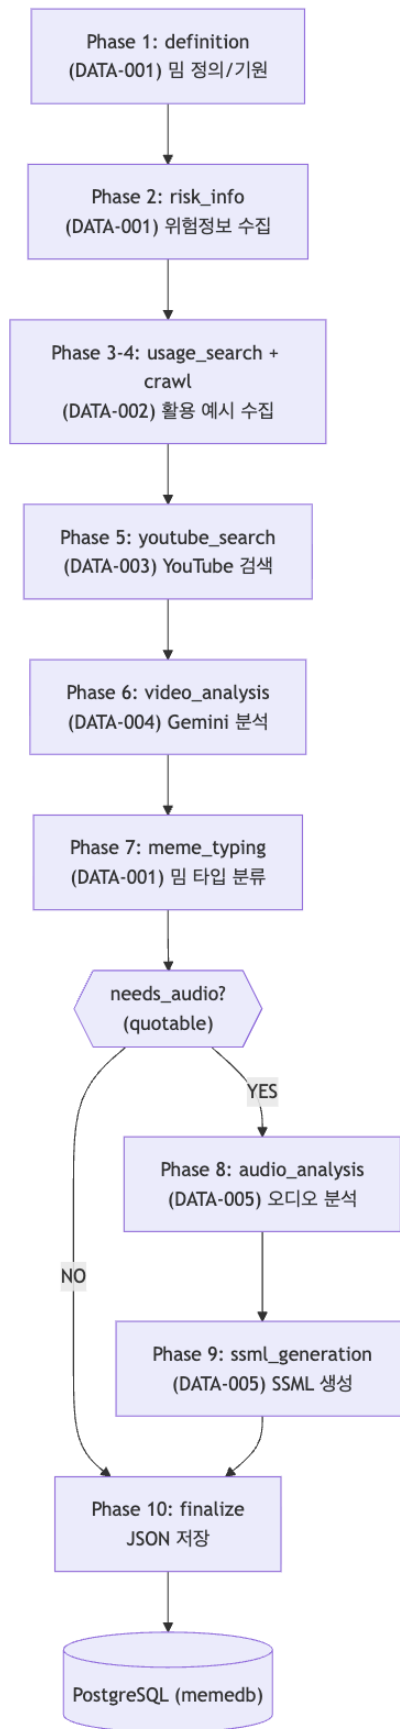 Phase 1: definition
(DATA-001) 밈 정의/기원
Phase 2: risk_info
(DATA-001) 위험정보 수집
Phase 3-4: usage_search +
crawl
(DATA-002) 활용 예시 수집
Phase 5: youtube_search
(DATA-003) YouTube 검색
Phase 6: video_analysis
(DATA-004) Gemini 분석
Phase 7: meme_typing
(DATA-001) 밈 타입 분류
needs_audio?
(quotable)
YES
Phase 8: audio_analysis
(DATA-005) 오디오 분석
NO
Phase 9: ssml_generation
(DATA-005) SSML 생성
Phase 10: finalize
JSON 저장
PostgreSQL (memedb)